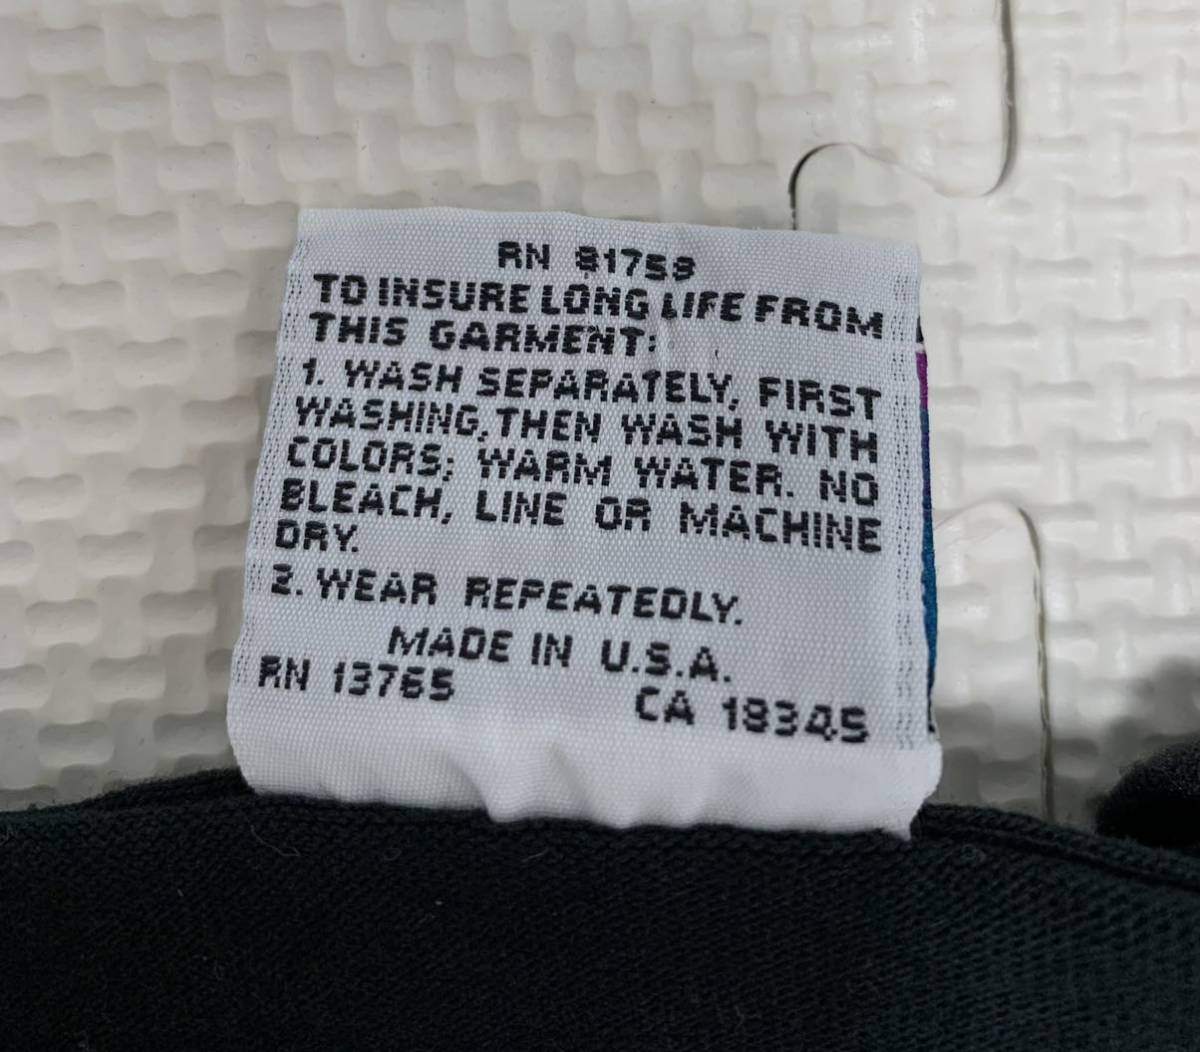 RN 81759
TO INSURE LONG LIFE FROM
THIS GARMENT:
1. WASH SEPARATELY, FIRST
WASHING, THEN WASH WITH
COLORS; WARM WATER. NO
BLEACH, LINE OR MACHINE
DRY.
2. WEAR REPEATEDLY.
MADE IN U.S.A.
RN 13765 CA 18345